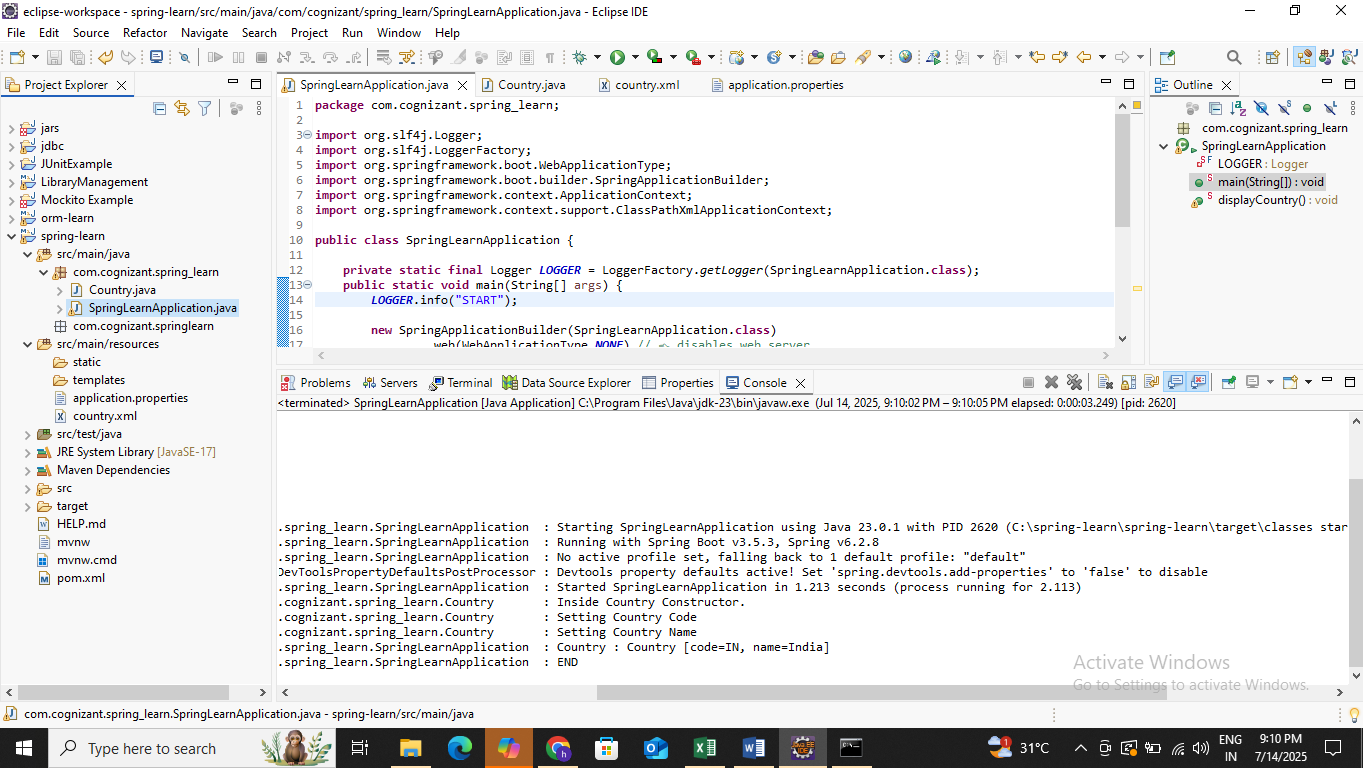 eclipse-workspace - spring-learn/src/main/java/com/cognizant/spring_learn/SpringLearnApplication.java - Eclipse IDE
File Edit Source Refactor Navigate Search Project Run Window Help
Project Explorer
jars
jdbc
JUnitExample
LibraryManagement
Mockito Example
orm-learn
spring-learn
src/main/java
com.cognizant.spring_learn
Country.java
SpringLearnApplication.java
com.cognizant.springlearn
src/main/resources
static
templates
application.properties
country.xml
src/test/java
JRE System Library [JavaSE-17]
Maven Dependencies
src
target
HELP.md
mvnw
mvnw.cmd
pom.xml
SpringLearnApplication.java Country.java country.xml application.properties
1 package com.cognizant.spring_learn;
2
3 import org.slf4j.Logger;
4 import org.slf4j.LoggerFactory;
5 import org.springframework.boot.WebApplicationType;
6 import org.springframework.boot.builder.SpringApplicationBuilder;
7 import org.springframework.context.ApplicationContext;
8 import org.springframework.context.support.ClassPathXmlApplicationContext;
9
10 public class SpringLearnApplication {
11
12 private static final Logger LOGGER = LoggerFactory.getLogger(SpringLearnApplication.class);
13 public static void main(String[] args) {
14 LOGGER.info("START");
15
16 new SpringApplicationBuilder(SpringLearnApplication.class)
17 .web(WebApplicationType.NONE) // disables web server
Outline
com.cognizant.spring_learn
SpringLearnApplication
LOGGER : Logger
main(String[]) : void
displayCountry() : void
Problems Servers Terminal Data Source Explorer Properties Console
<terminated> SpringLearnApplication [Java Application] C:\Program Files\Java\jdk-23\bin\javaw.exe (Jul 14, 2025, 9:10:02 PM – 9:10:05 PM elapsed: 0:00:03.249) [pid: 2620]
.spring_learn.SpringLearnApplication : Starting SpringLearnApplication using Java 23.0.1 with PID 2620 (C:\spring-learn\spring-learn\target\classes star
.spring_learn.SpringLearnApplication : Running with Spring Boot v3.5.3, Spring v6.2.8
.spring_learn.SpringLearnApplication : No active profile set, falling back to 1 default profile: "default"
DevToolsPropertyDefaultsPostProcessor : Devtools property defaults active! Set 'spring.devtools.add-properties' to 'false' to disable
.spring_learn.SpringLearnApplication : Started SpringLearnApplication in 1.213 seconds (process running for 2.113)
.cognizant.spring_learn.Country : Inside Country Constructor.
.cognizant.spring_learn.Country : Setting Country Code
.cognizant.spring_learn.Country : Setting Country Name
.spring_learn.SpringLearnApplication : Country : Country [code=IN, name=India]
.spring_learn.SpringLearnApplication : END
Activate Windows
Go to Settings to activate Windows.
com.cognizant.spring_learn.SpringLearnApplication.java - spring-learn/src/main/java
Type here to search
31°C
ENG
IN
9:10 PM
7/14/2025